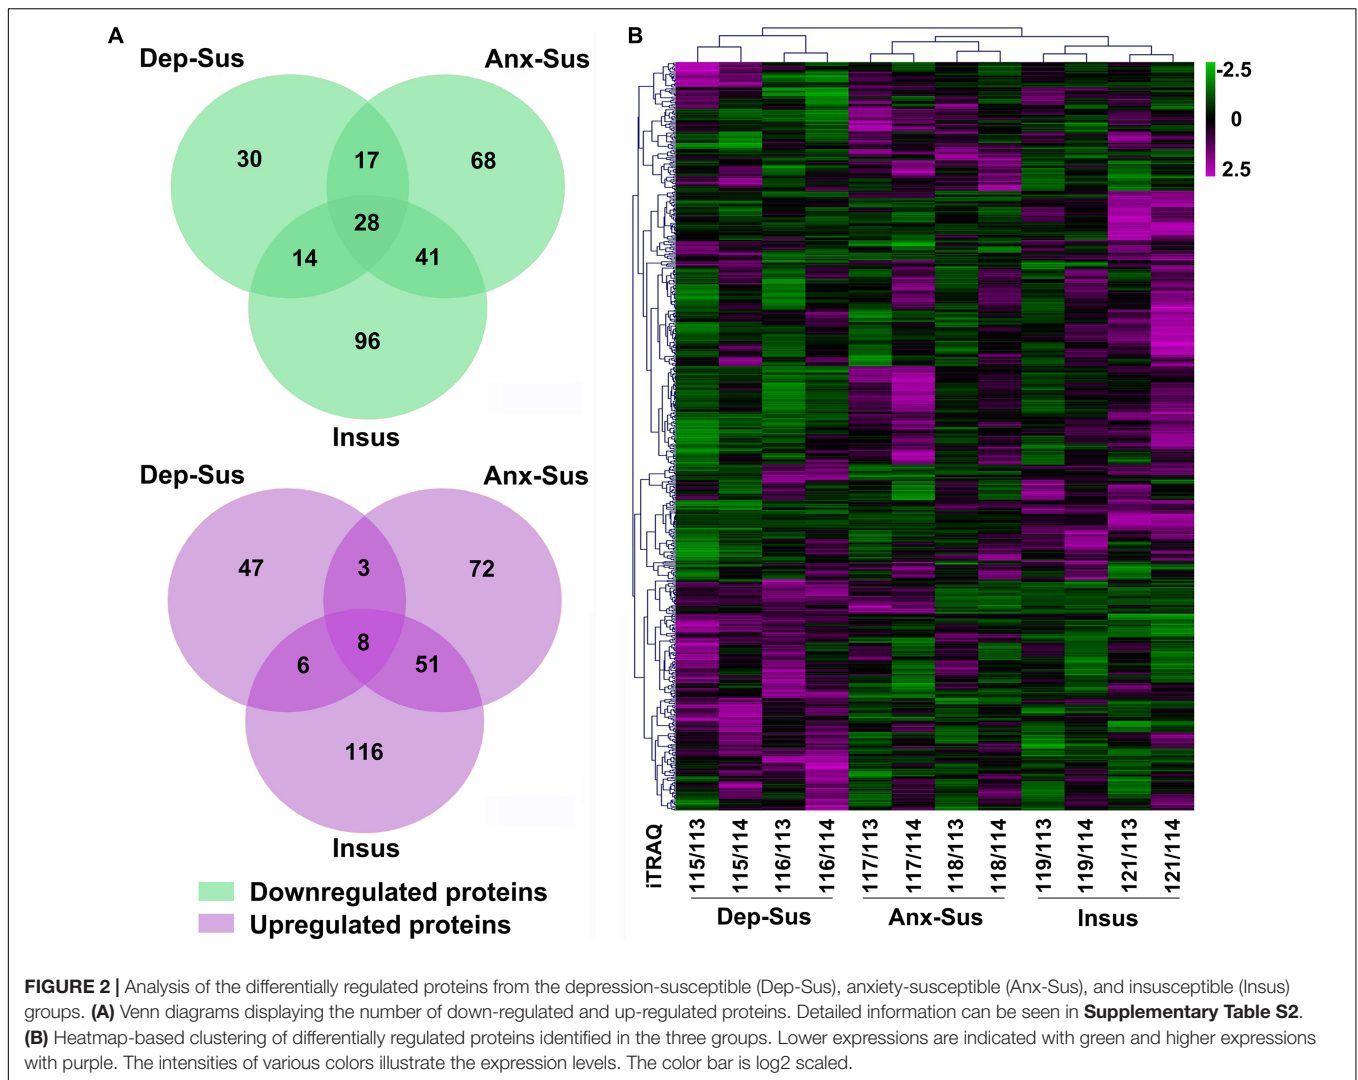 A
Dep-Sus
Anx-Sus
30
17
68
28
14
41
96
Insus
Dep-Sus
Anx-Sus
47
3
72
8
6
51
116
Insus
Downregulated proteins
Upregulated proteins
B
-2.5
0
2.5
iTRAQ
115/113
115/114
116/113
116/114
117/113
117/114
118/113
118/114
119/113
119/114
121/113
121/114
Dep-Sus
Anx-Sus
Insus
FIGURE 2 | Analysis of the differentially regulated proteins from the depression-susceptible (Dep-Sus), anxiety-susceptible (Anx-Sus), and insusceptible (Insus)
groups. (A) Venn diagrams displaying the number of down-regulated and up-regulated proteins. Detailed information can be seen in Supplementary Table S2.
(B) Heatmap-based clustering of differentially regulated proteins identified in the three groups. Lower expressions are indicated with green and higher expressions
with purple. The intensities of various colors illustrate the expression levels. The color bar is log2 scaled.